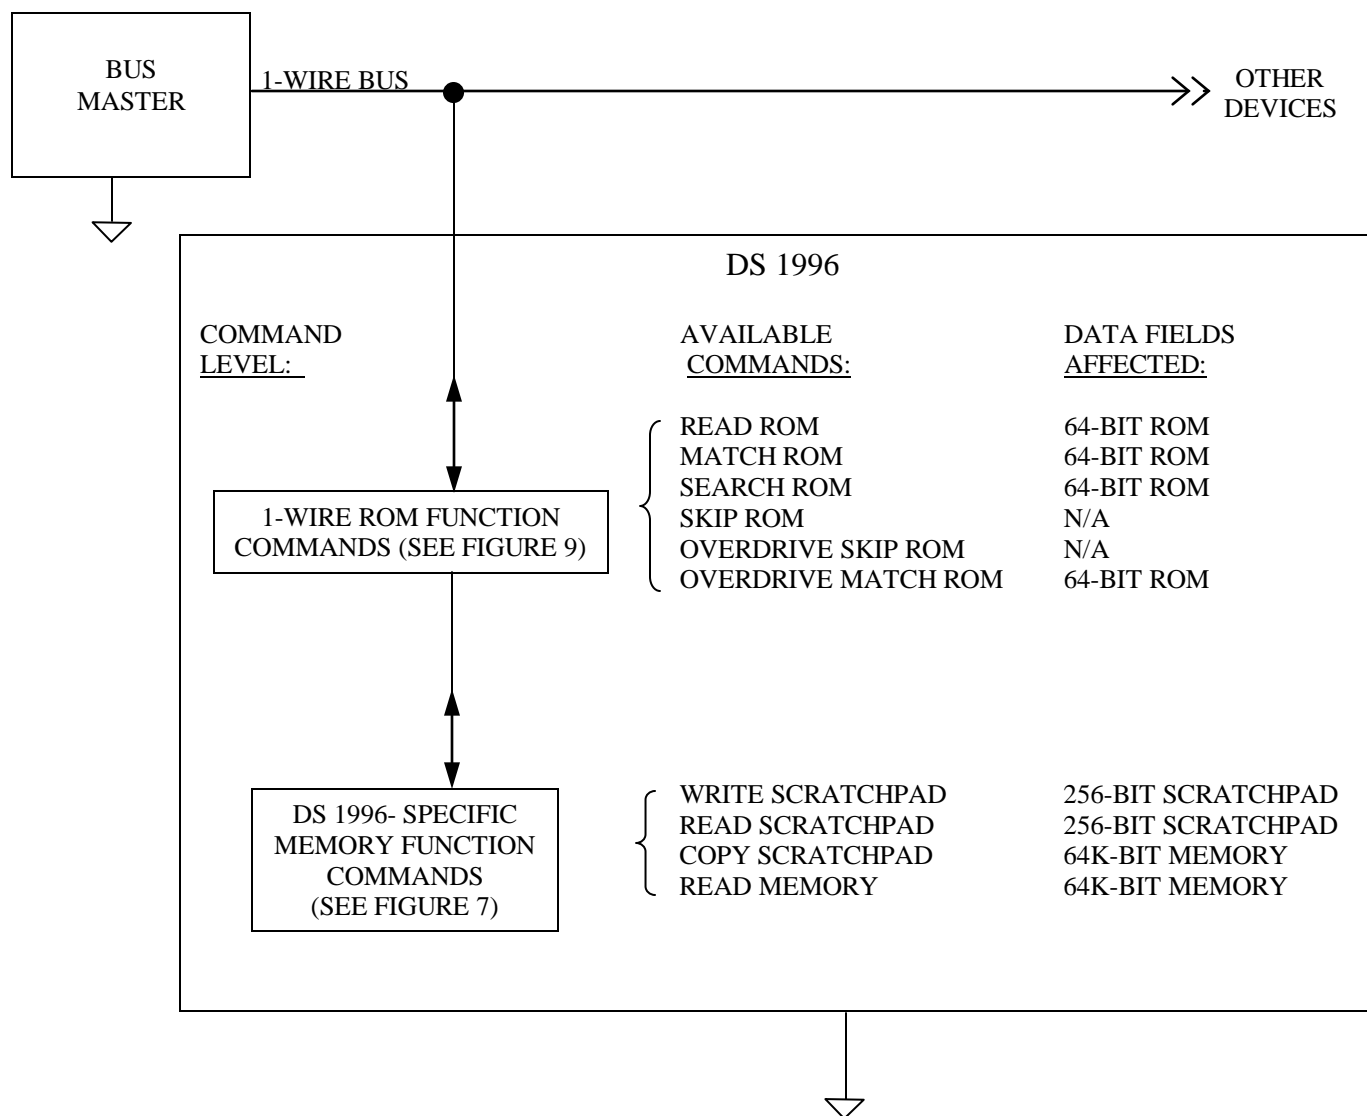 BUS
MASTER
1-WIRE BUS
OTHER
DEVICES
DS 1996
COMMAND
LEVEL:
AVAILABLE
COMMANDS:
DATA FIELDS
AFFECTED:
1-WIRE ROM FUNCTION
COMMANDS (SEE FIGURE 9)
READ ROM 64-BIT ROM
MATCH ROM 64-BIT ROM
SEARCH ROM 64-BIT ROM
SKIP ROM N/A
OVERDRIVE SKIP ROM N/A
OVERDRIVE MATCH ROM 64-BIT ROM
DS 1996- SPECIFIC
MEMORY FUNCTION
COMMANDS
(SEE FIGURE 7)
WRITE SCRATCHPAD 256-BIT SCRATCHPAD
READ SCRATCHPAD 256-BIT SCRATCHPAD
COPY SCRATCHPAD 64K-BIT MEMORY
READ MEMORY 64K-BIT MEMORY